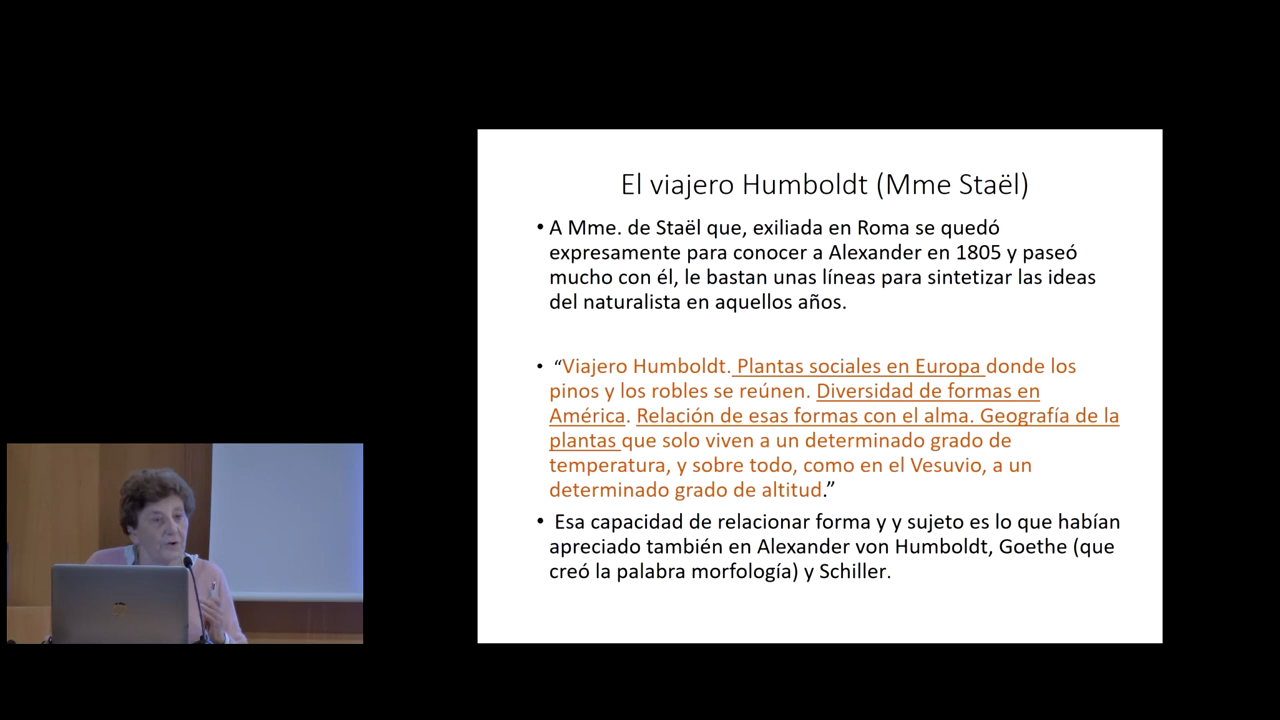 El viajero Humboldt (Mme Staël)
• A Mme. de Staël que, exiliada en Roma se quedó
expresamente para conocer a Alexander en 1805 y paseó
mucho con él, le bastan unas líneas para sintetizar las ideas
del naturalista en aquellos años.
• “Viajero Humboldt. Plantas sociales en Europa donde los
pinos y los robles se reúnen. Diversidad de formas en
América. Relación de esas formas con el alma. Geografía de la
plantas que solo viven a un determinado grado de
temperatura, y sobre todo, como en el Vesuvio, a un
determinado grado de altitud.”
• Esa capacidad de relacionar forma y y sujeto es lo que habían
apreciado también en Alexander von Humboldt, Goethe (que
creó la palabra morfología) y Schiller.